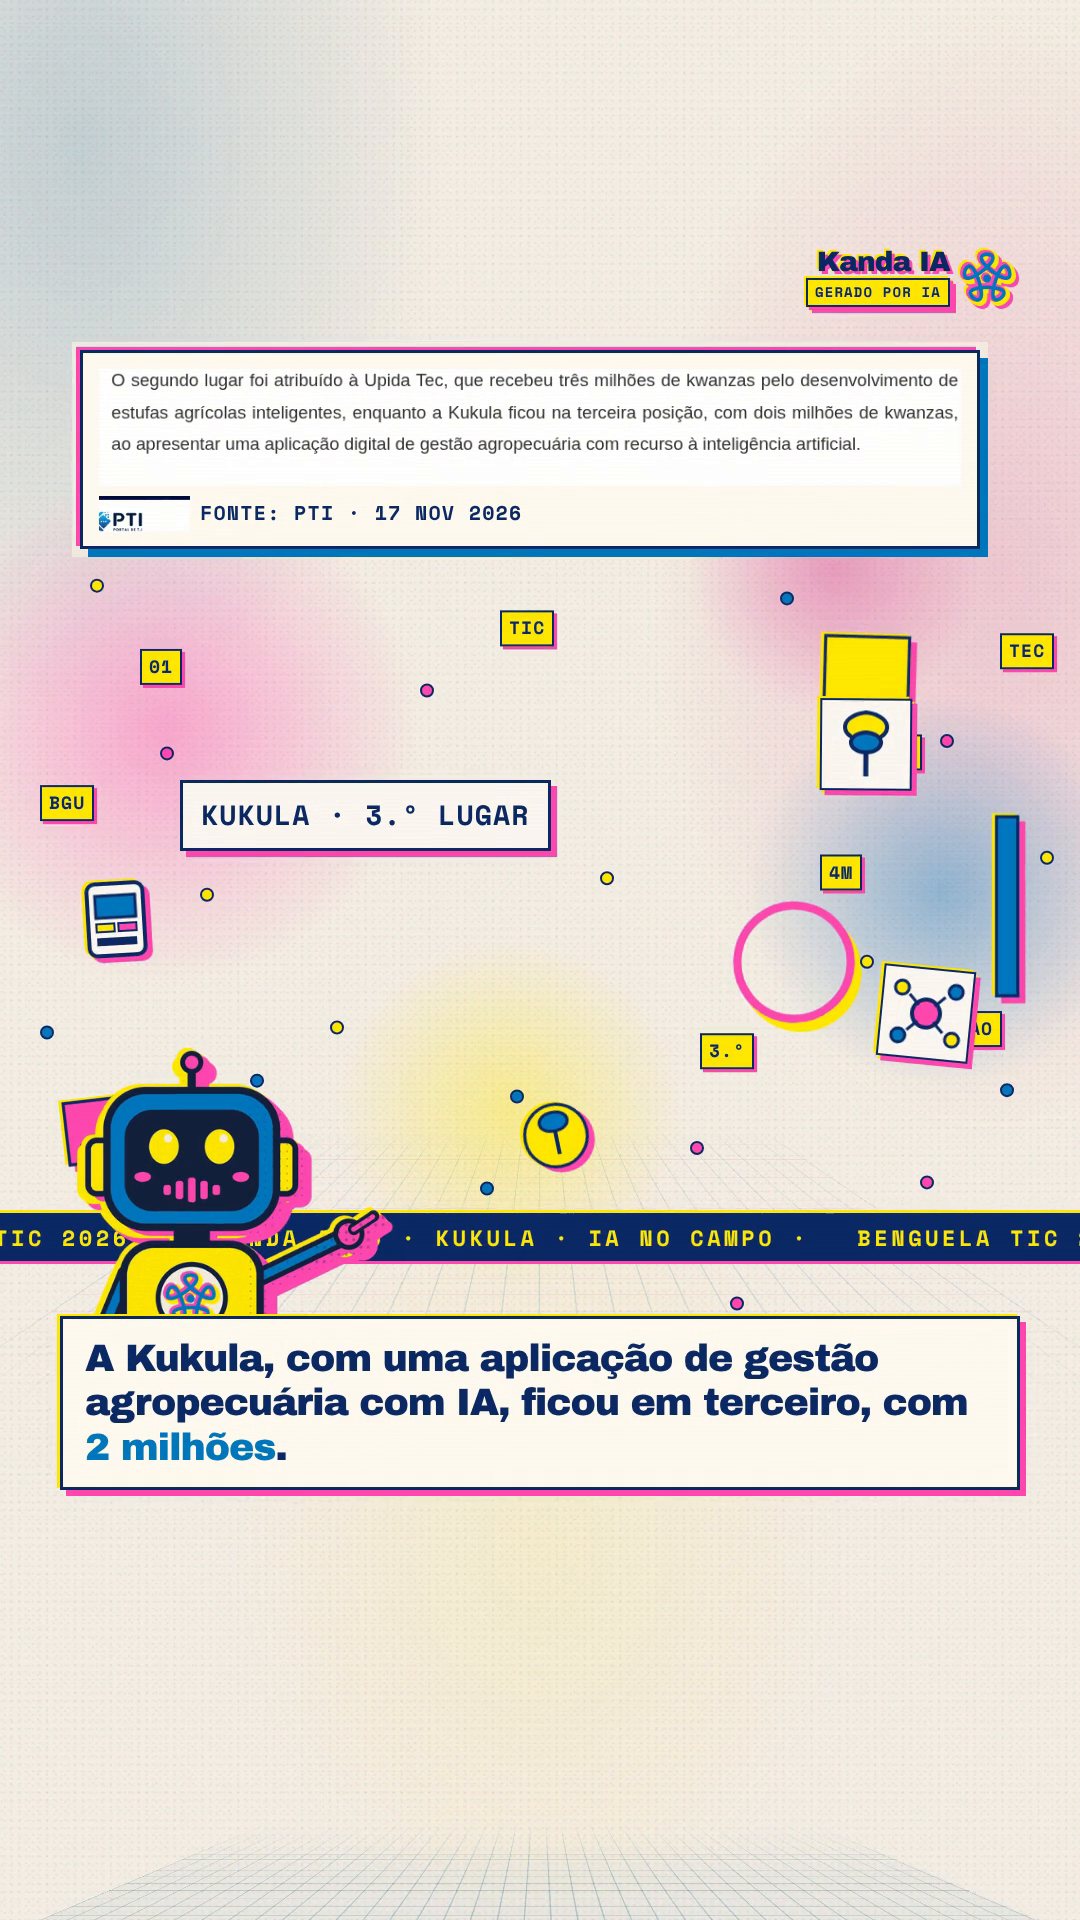 Kanda IA
GERADO POR IA
O segundo lugar foi atribuído à Upida Tec, que recebeu três milhões de kwanzas pelo desenvolvimento de
estufas agrícolas inteligentes, enquanto a Kukula ficou na terceira posição, com dois milhões de kwanzas,
ao apresentar uma aplicação digital de gestão agropecuária com recurso à inteligência artificial.
PTI
FONTE: PTI · 17 NOV 2026
TIC
01
TEC
BGU
KUKULA · 3.° LUGAR
4M
3.°
AO
TIC 2026 · KUKULA · IA NO CAMPO · BENGUELA TIC
A Kukula, com uma aplicação de gestão
agropecuária com IA, ficou em terceiro, com
2 milhões.